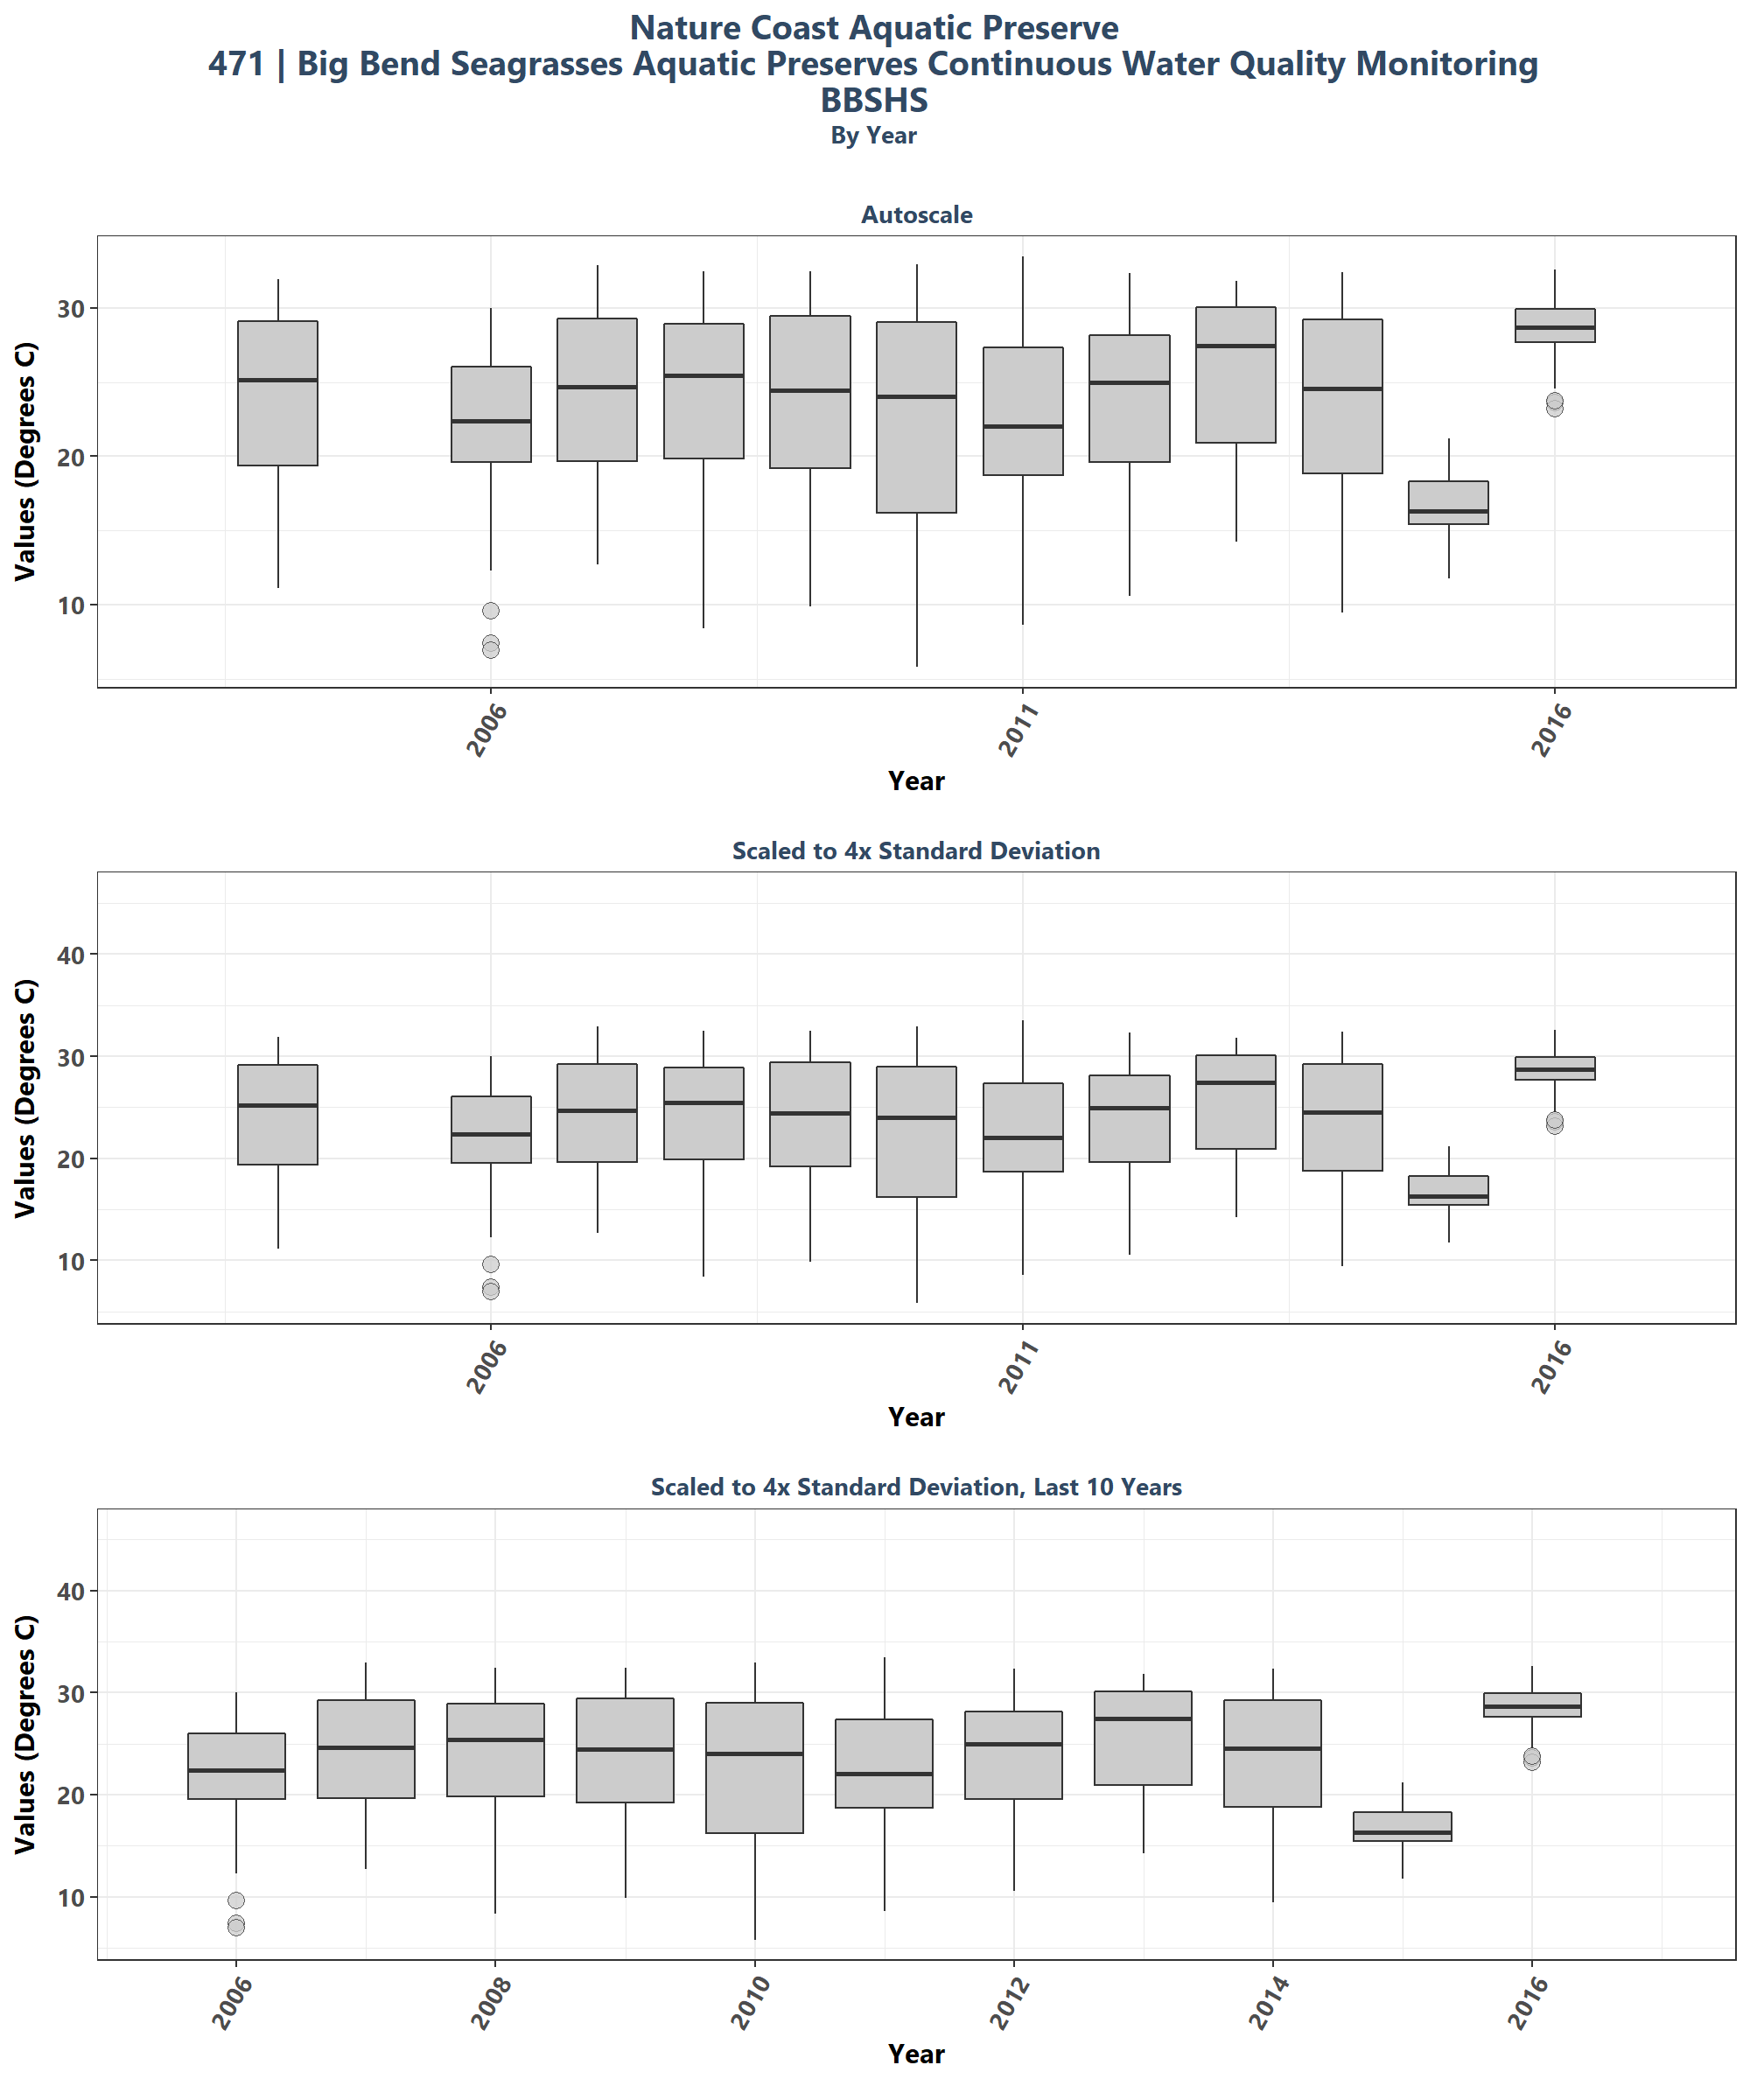 Nature Coast Aquatic Preserve
471 | Big Bend Seagrasses Aquatic Preserves Continuous Water Quality Monitoring
BBSHS
By Year
Autoscale
Values (Degrees C)
30
20
10
2006 2011 2016
Year
Scaled to 4x Standard Deviation
Values (Degrees C)
40
30
20
10
2006 2011 2016
Year
Scaled to 4x Standard Deviation, Last 10 Years
Values (Degrees C)
40
30
20
10
2006 2008 2010 2012 2014 2016
Year